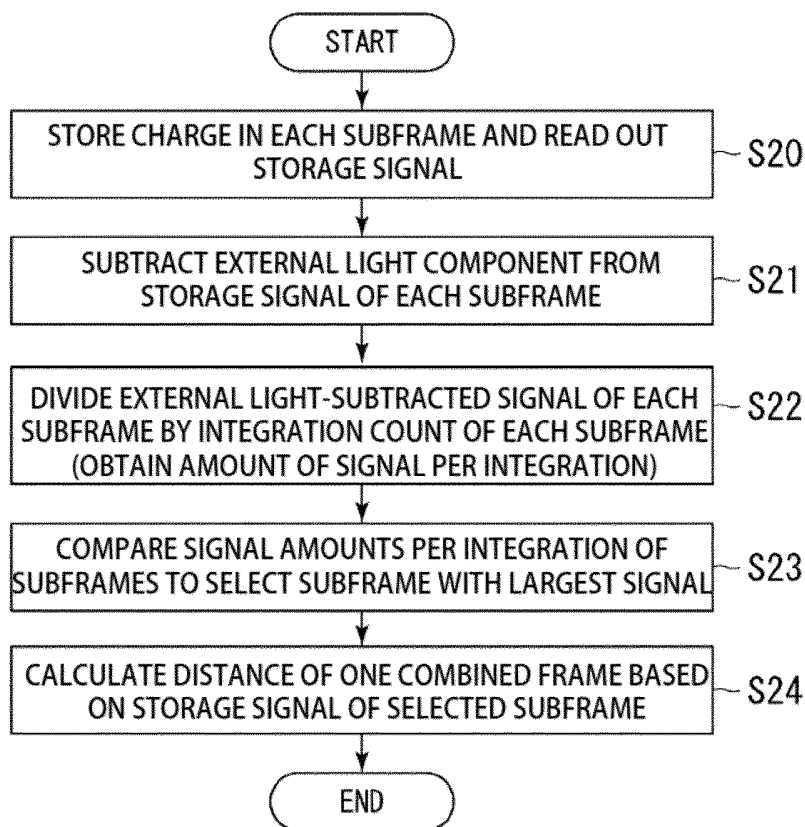 START
STORE CHARGE IN EACH SUBFRAME AND READ OUT
STORAGE SIGNAL
S20
SUBTRACT EXTERNAL LIGHT COMPONENT FROM
STORAGE SIGNAL OF EACH SUBFRAME
S21
DIVIDE EXTERNAL LIGHT-SUBTRACTED SIGNAL OF EACH
SUBFRAME BY INTEGRATION COUNT OF EACH SUBFRAME
(OBTAIN AMOUNT OF SIGNAL PER INTEGRATION)
S22
COMPARE SIGNAL AMOUNTS PER INTEGRATION OF
SUBFRAMES TO SELECT SUBFRAME WITH LARGEST SIGNAL
S23
CALCULATE DISTANCE OF ONE COMBINED FRAME BASED
ON STORAGE SIGNAL OF SELECTED SUBFRAME
S24
END